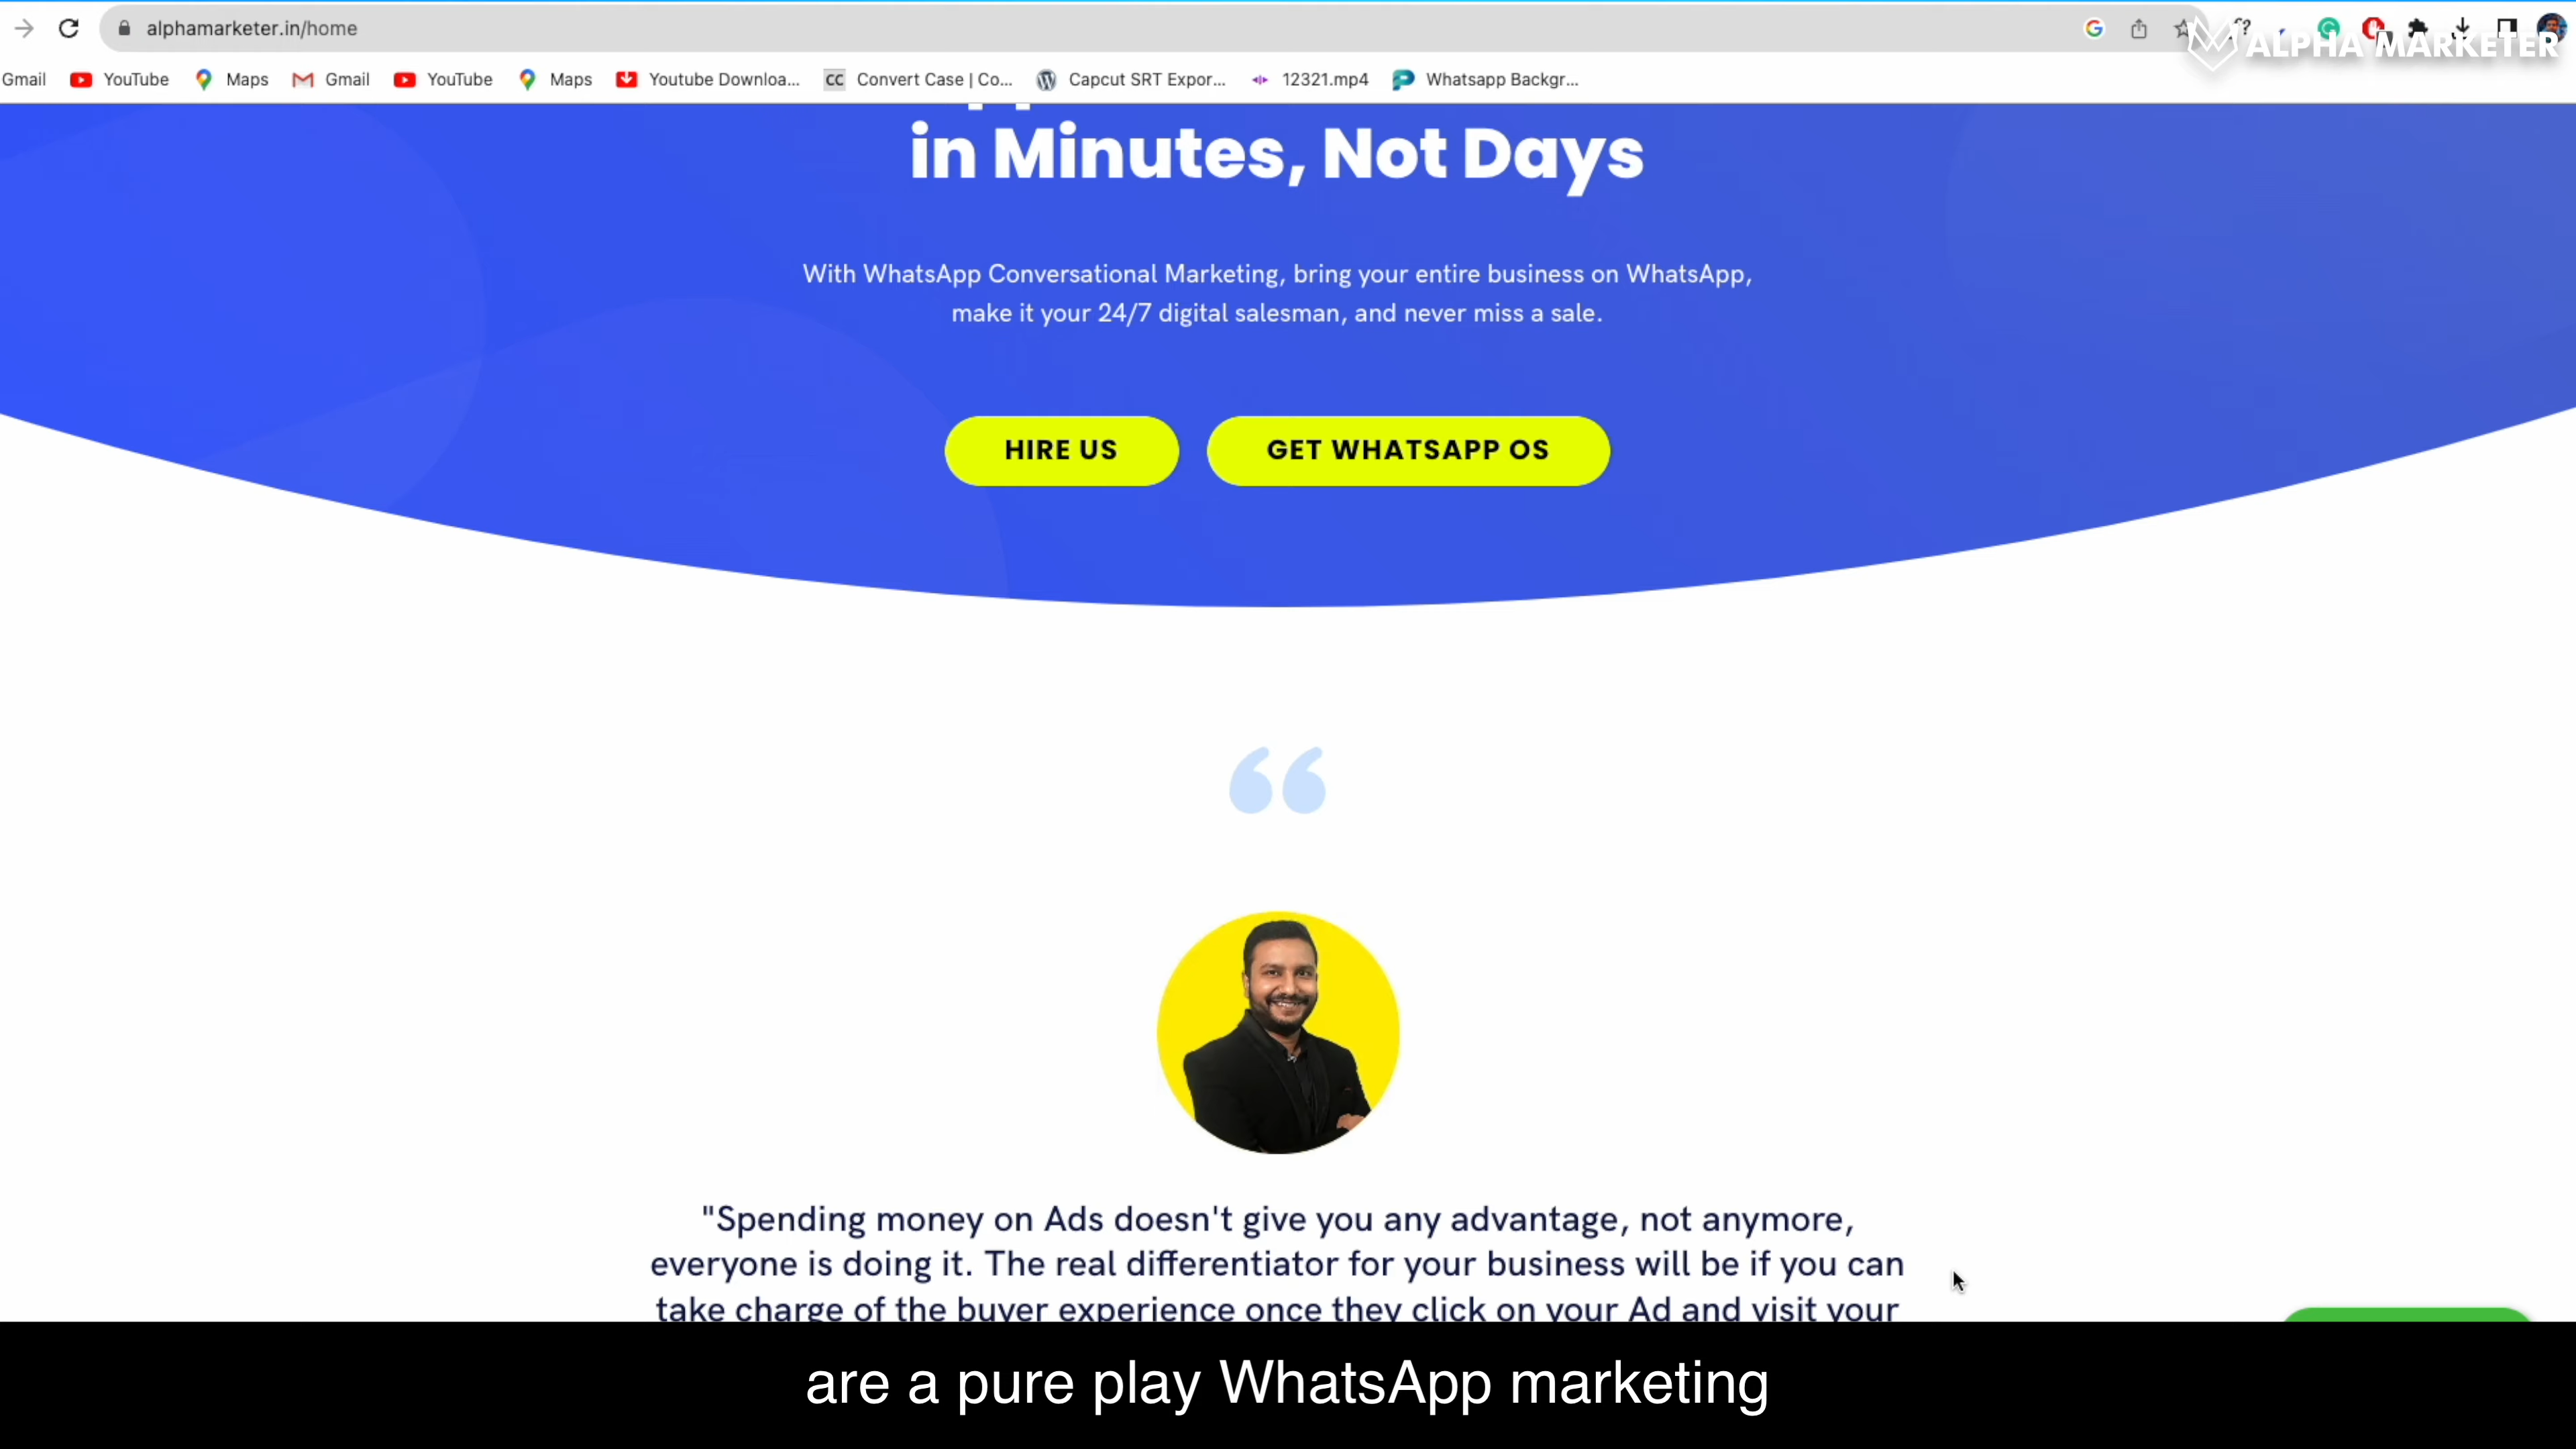 alphamarketer.in/home
ALPHA MARKETER
Gmail YouTube Maps Gmail YouTube Maps Youtube Downloa... CC Convert Case | Co... Capcut SRT Expor... 12321.mp4 Whatsapp Backgr...
in Minutes, Not Days
With WhatsApp Conversational Marketing, bring your entire business on WhatsApp,
make it your 24/7 digital salesman, and never miss a sale.
HIRE US GET WHATSAPP OS
"Spending money on Ads doesn't give you any advantage, not anymore,
everyone is doing it. The real differentiator for your business will be if you can
take charge of the buyer experience once they click on your Ad and visit your
are a pure play WhatsApp marketing